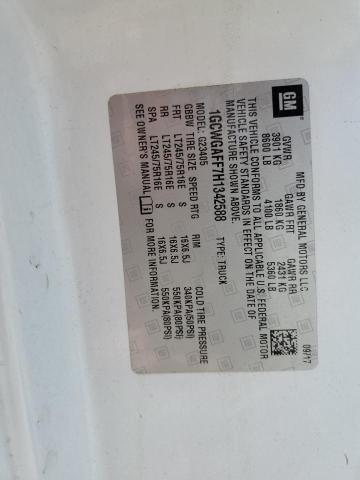 GM
MFD BY GENERAL MOTORS LLC
09/17
GVWR GAWR FRT GAWR RR
3901 KG 1860 KG 2431 KG
8600 LB 4100 LB 5360 LB
THIS VEHICLE CONFORMS TO ALL APPLICABLE U.S. FEDERAL MOTOR
VEHICLE SAFETY STANDARDS IN EFFECT ON THE DATE OF
MANUFACTURE SHOWN ABOVE.
1GCWGAFF7H1342588 TYPE: TRUCK
MODEL: G23405
GBBW TIRE SIZE SPEED RTG RIM COLD TIRE PRESSURE
FRT LT245/75R16E S 16X6.5J 340KPA(50PSI)
RR LT245/75R16E S 16X6.5J 550KPA(80PSI)
SPA LT245/75R16E S 16X6.5J 550KPA(80PSI)
SEE OWNER'S MANUAL i FOR MORE INFORMATION.